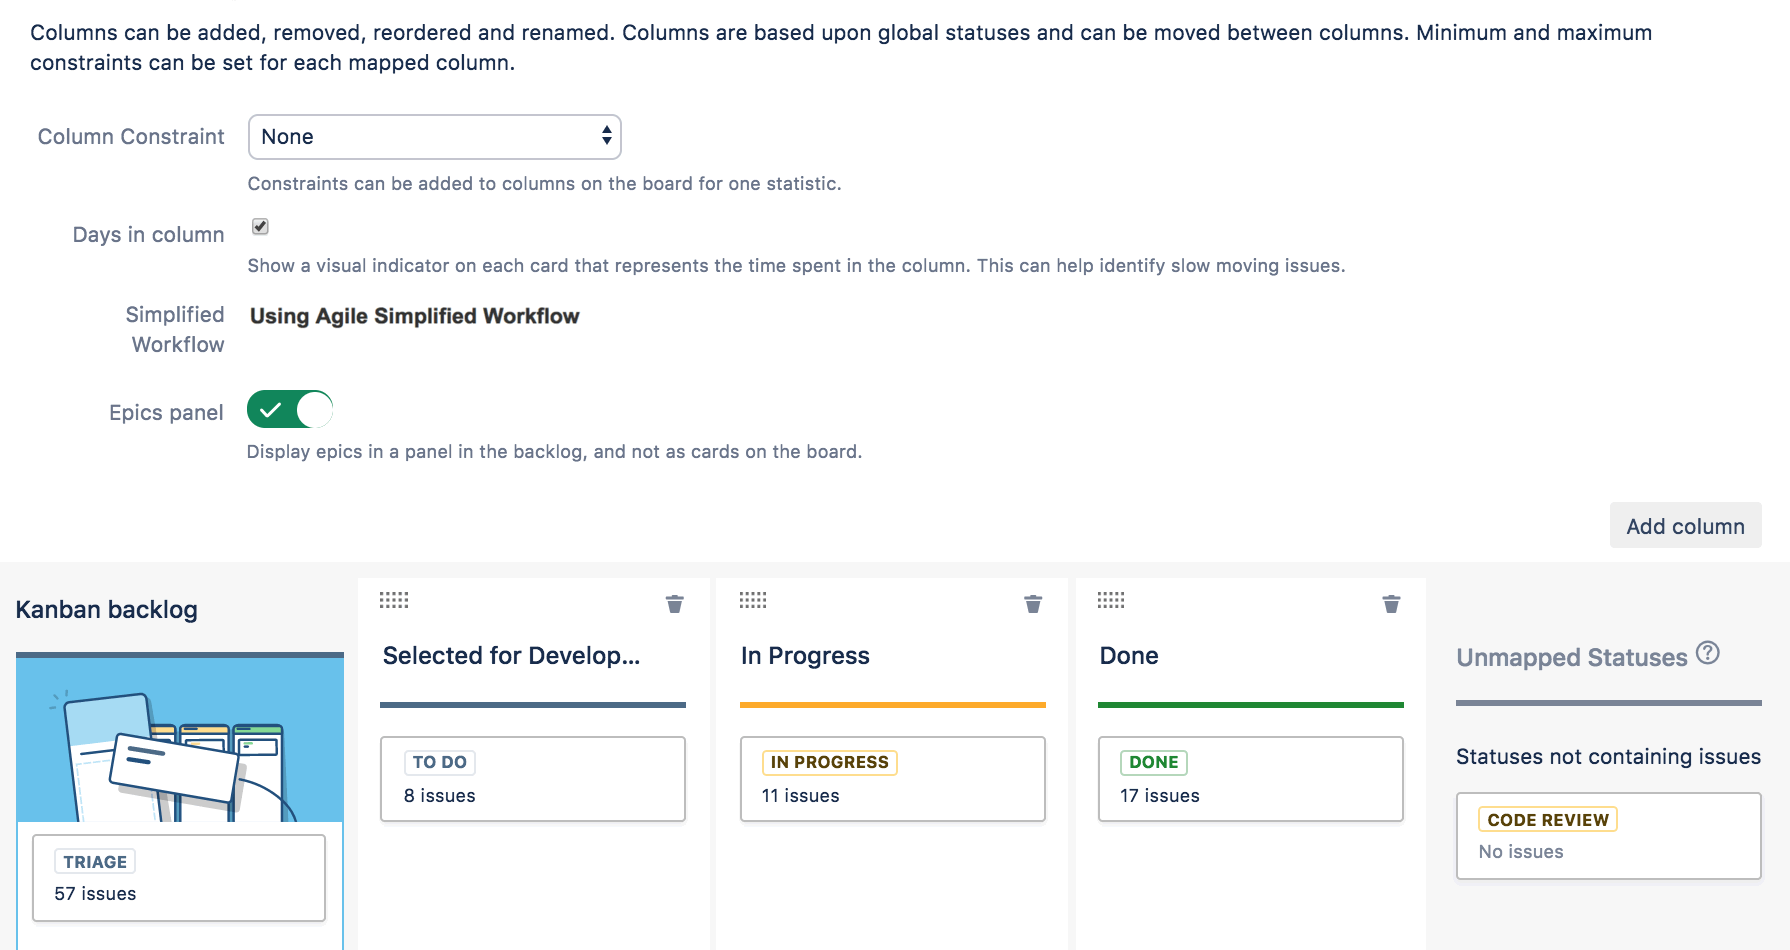 Columns can be added, removed, reordered and renamed. Columns are based upon global statuses and can be moved between columns. Minimum and maximum
constraints can be set for each mapped column.
Column Constraint
None
Constraints can be added to columns on the board for one statistic.
Days in column
Show a visual indicator on each card that represents the time spent in the column. This can help identify slow moving issues.
Simplified
Workflow
Using Agile Simplified Workflow
Epics panel
Display epics in a panel in the backlog, and not as cards on the board.
Add column
Kanban backlog
TRIAGE
57 issues
Selected for Develop...
TO DO
8 issues
In Progress
IN PROGRESS
11 issues
Done
DONE
17 issues
Unmapped Statuses ?
Statuses not containing issues
CODE REVIEW
No issues